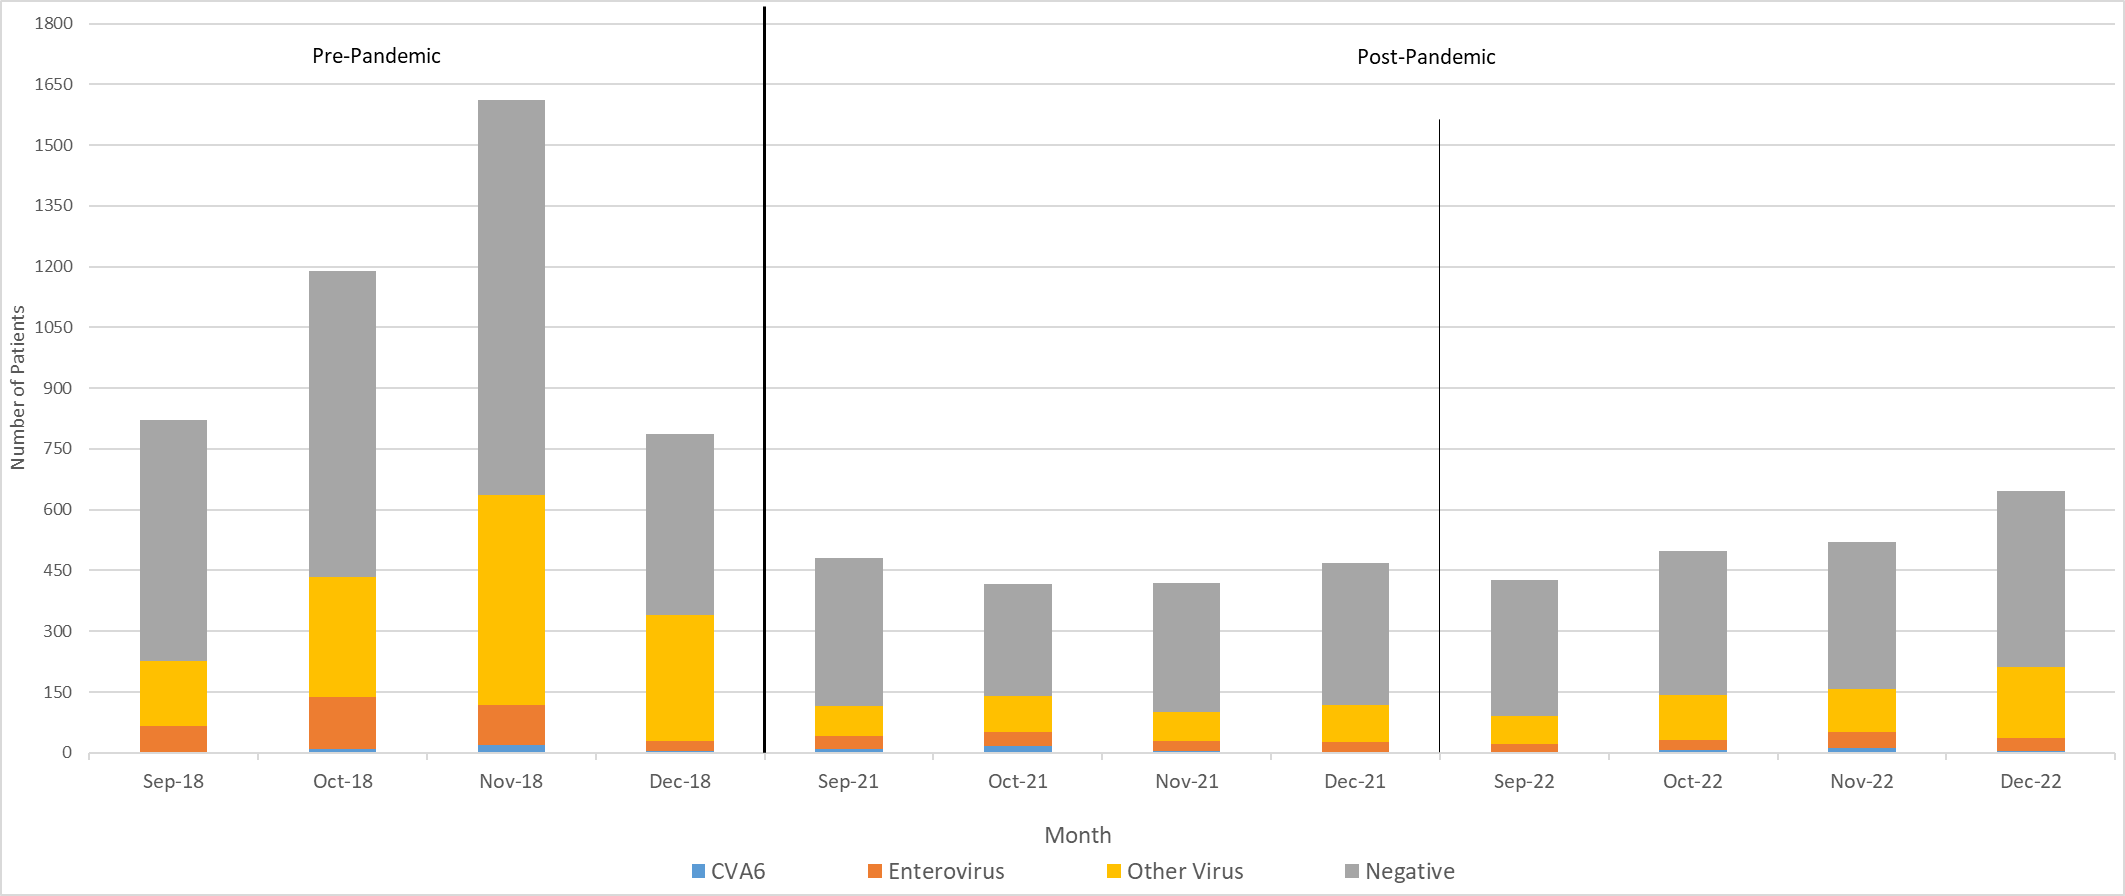 Pre-Pandemic
Post-Pandemic
Number of Patients
1800
1650
1500
1350
1200
1050
900
750
600
450
300
150
0
Sep-18 Oct-18 Nov-18 Dec-18 Sep-21 Oct-21 Nov-21 Dec-21 Sep-22 Oct-22 Nov-22 Dec-22
Month
CVA6 Enterovirus Other Virus Negative